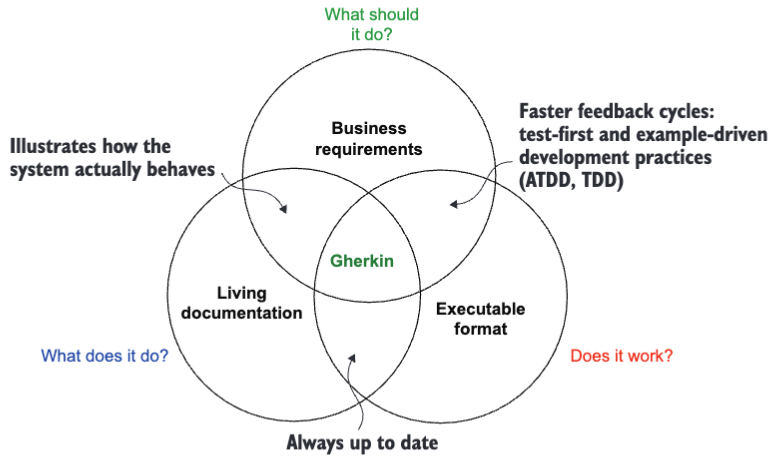 What should
it do?
Business
requirements
Faster feedback cycles:
test-first and example-driven
development practices
(ATDD, TDD)
Illustrates how the
system actually behaves
Gherkin
Living
documentation
Executable
format
What does it do?
Does it work?
Always up to date